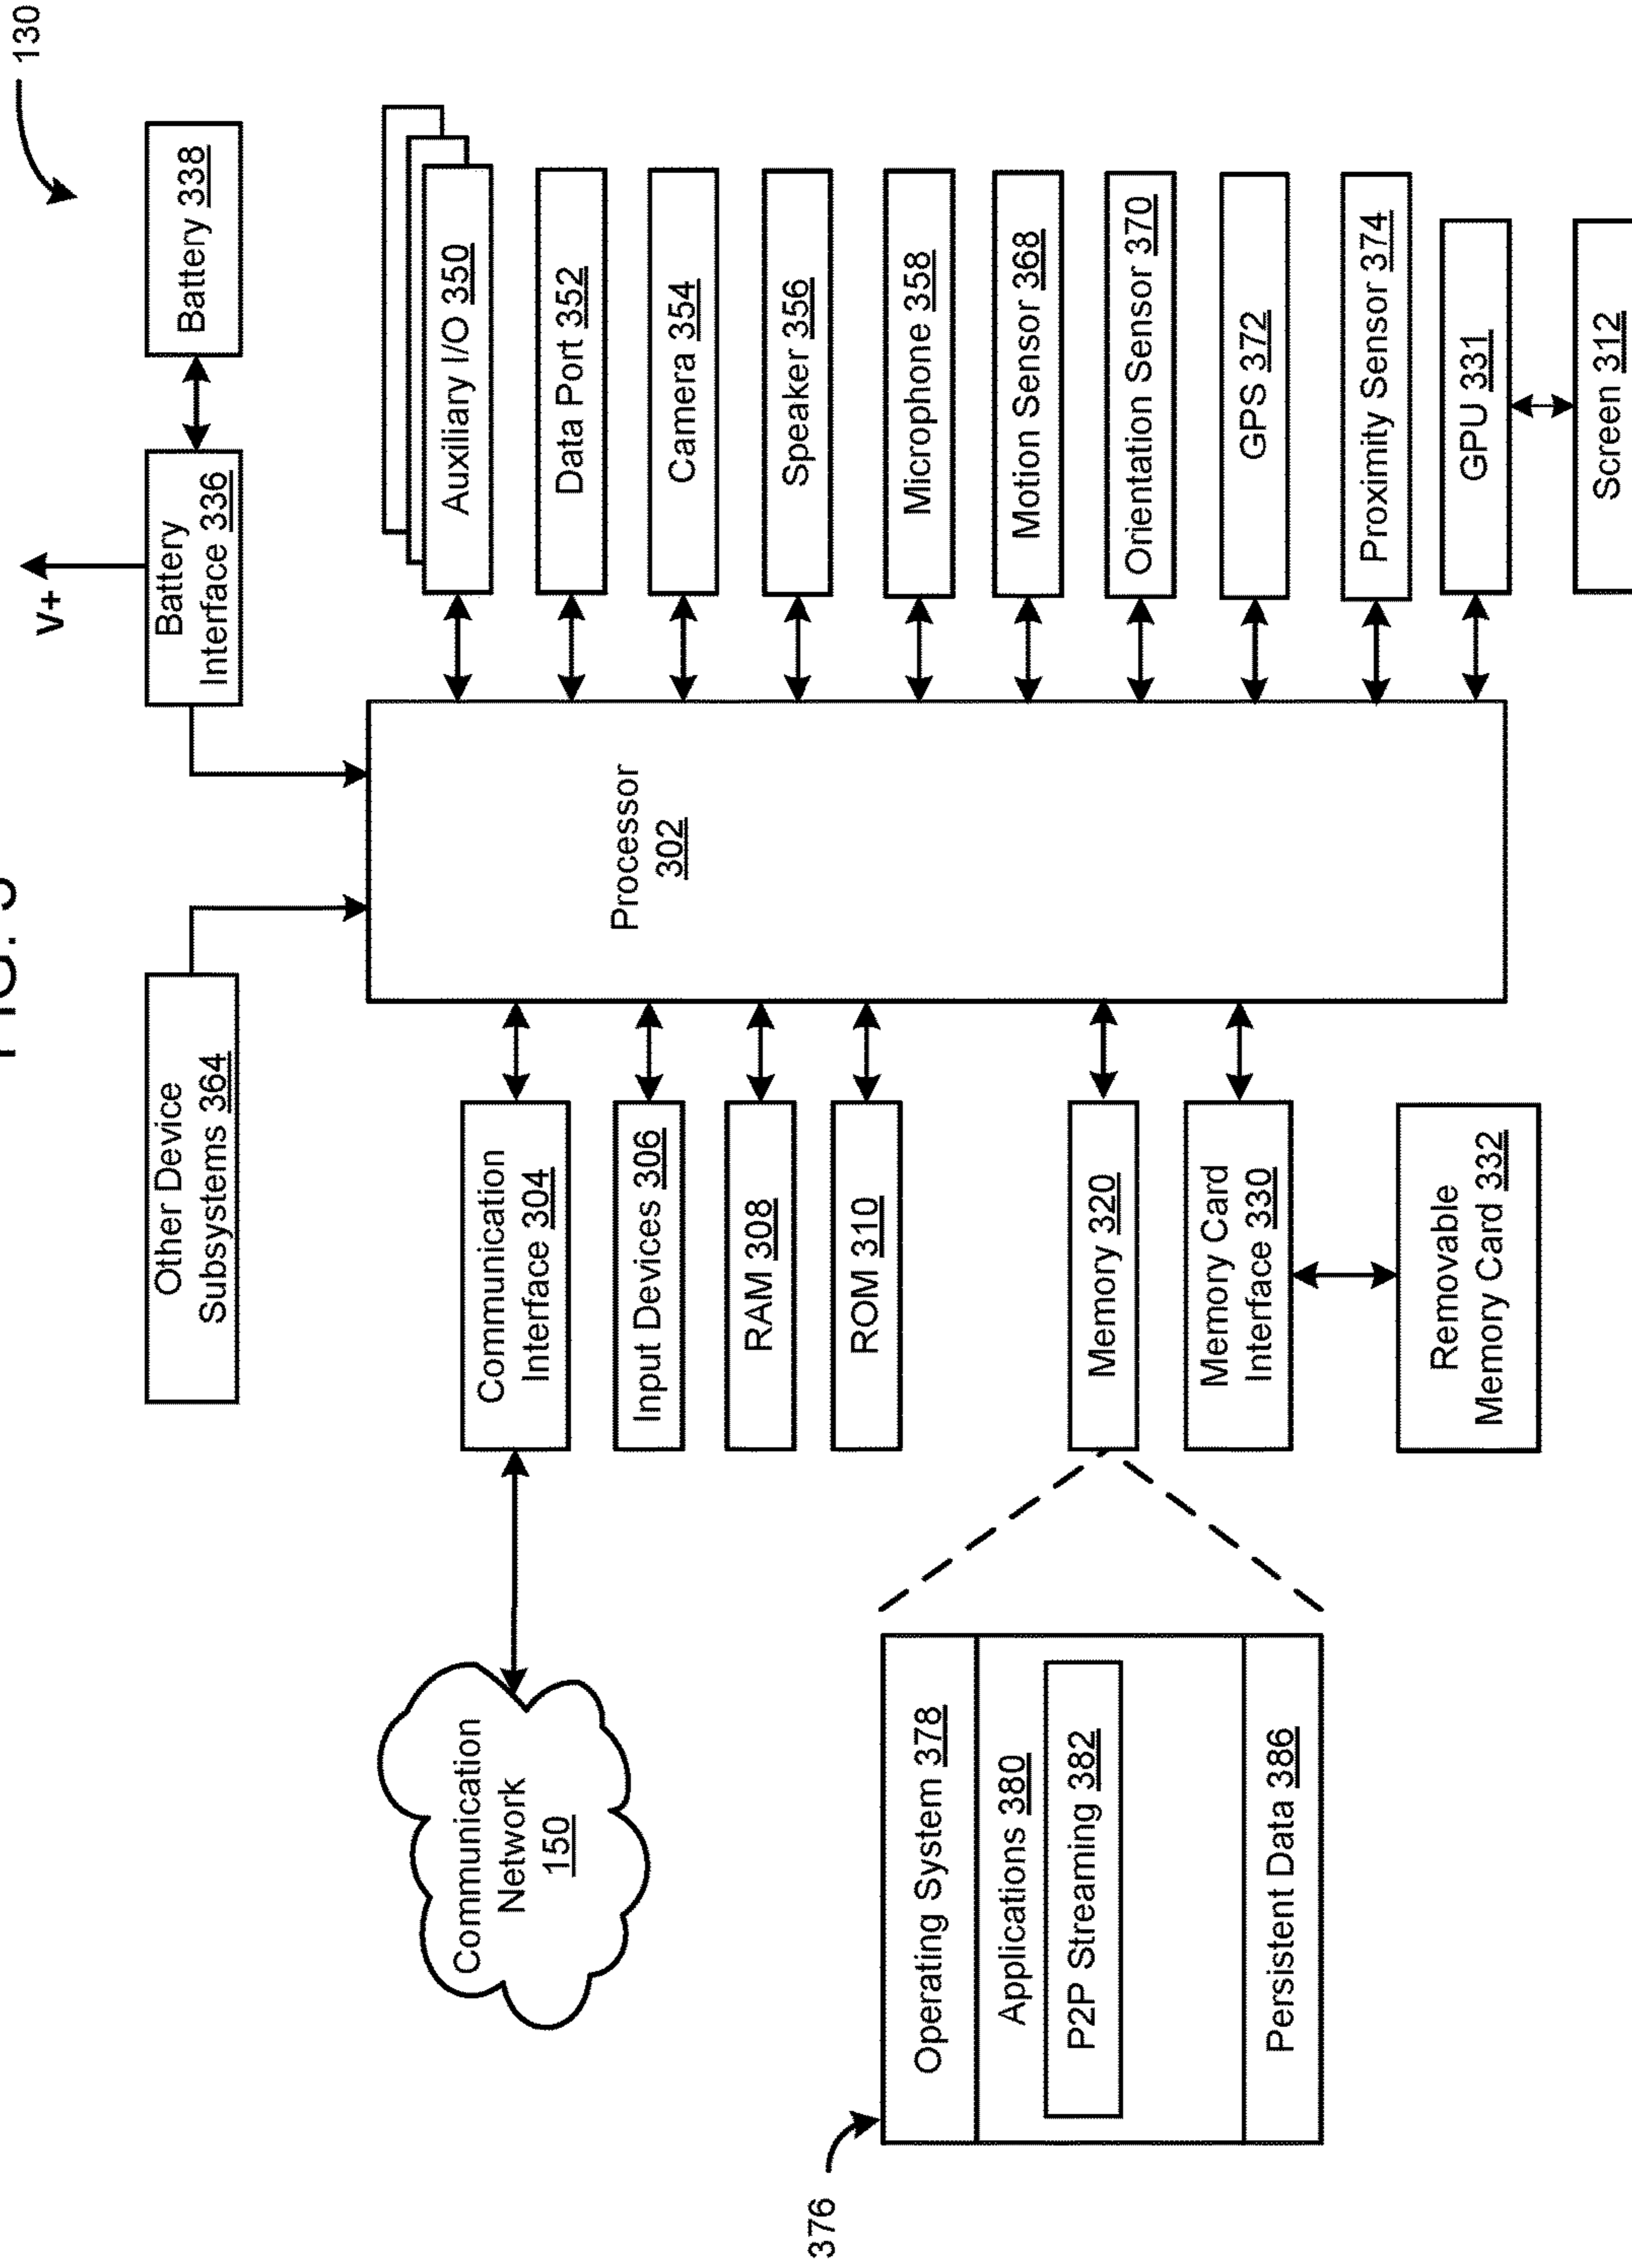 FIG.
130
V+
Other Device
Subsystems 364
Battery
Interface 336
Battery 338
Communication
Network
150
Communication
Interface 304
Input Devices 306
RAM 308
ROM 310
Memory 320
Memory Card
Interface 330
Removable
Memory Card 332
Processor
302
Auxiliary I/O 350
Data Port 352
Camera 354
Speaker 356
Microphone 358
Motion Sensor 368
Orientation Sensor 370
GPS 372
Proximity Sensor 374
GPU 331
Screen 312
376
Operating System 378
Applications 380
P2P Streaming 382
Persistent Data 386